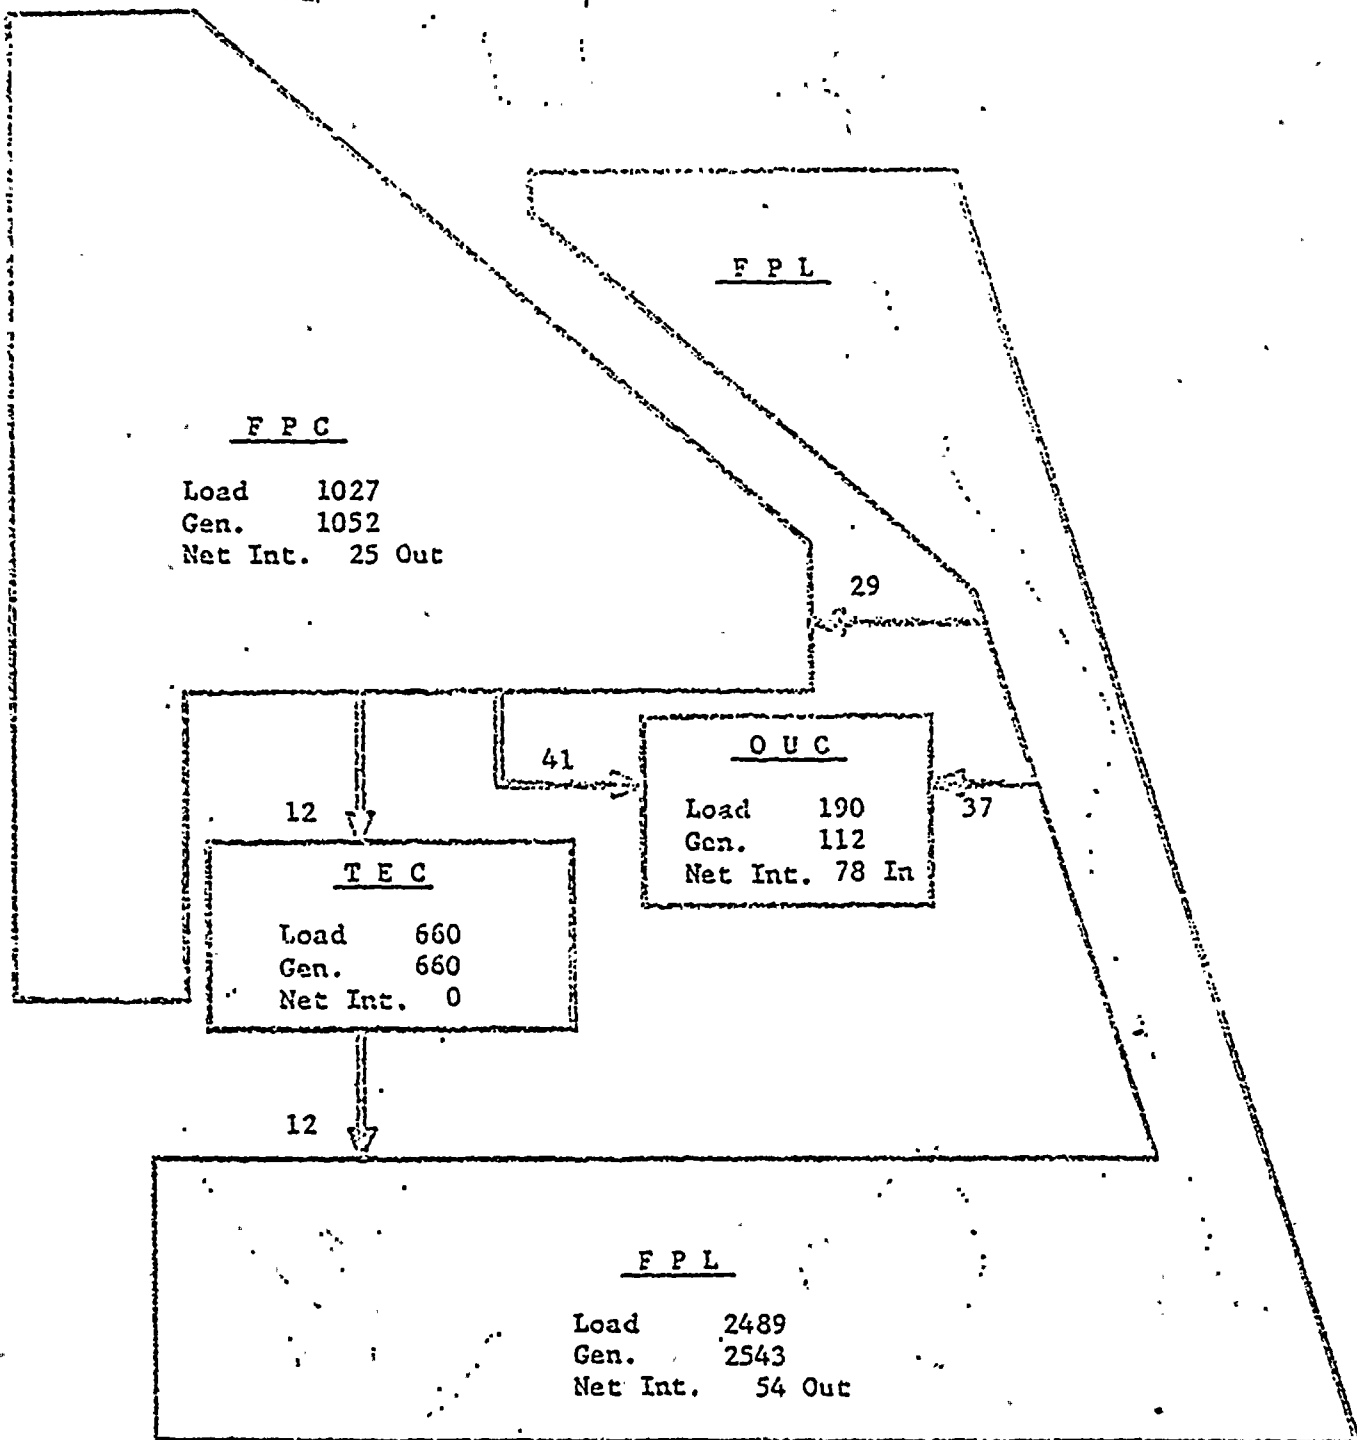 F P L
F P C
Load 1027
Gen. 1052
Net Int. 25 Out
29
41
12
O U C
Load 190
Gen. 112
Net Int. 78 In
37
T E C
Load 660
Gen. 660
Net Int. 0
12
F P L
Load 2489
Gen. 2543
Net Int. 54 Out